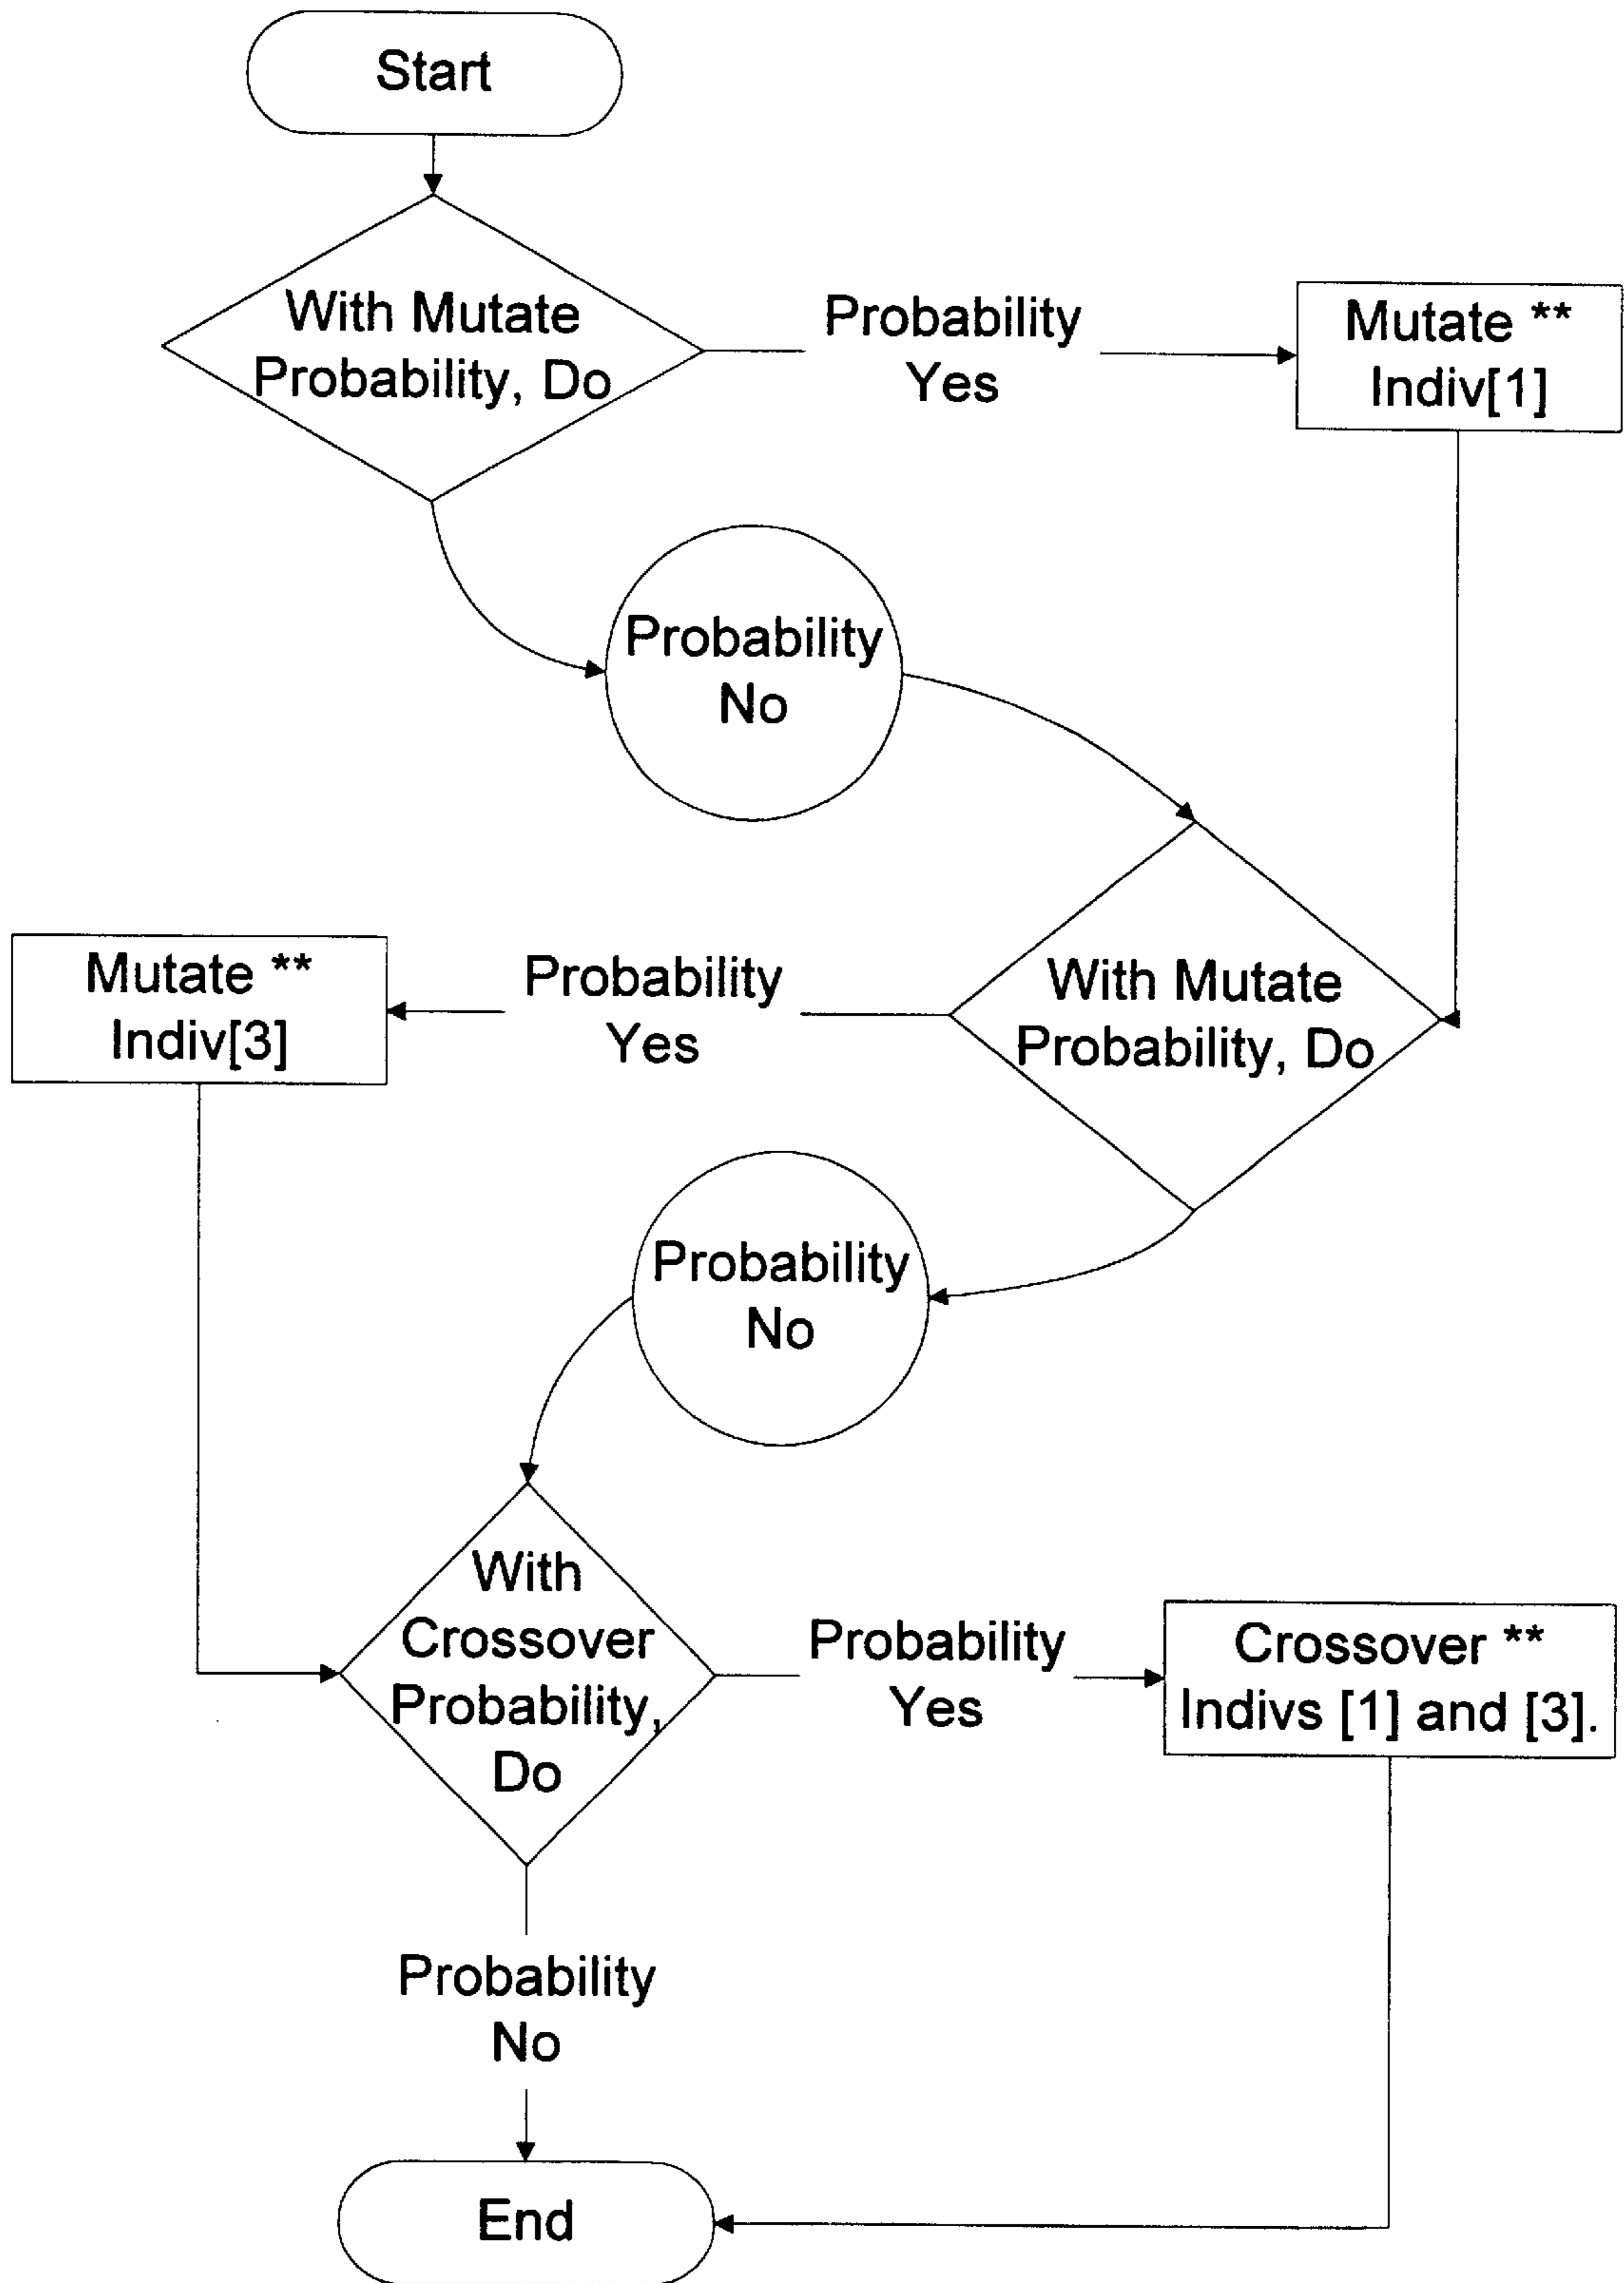 Start
With Mutate
Probability, Do
Probability
Yes
Mutate **
Indiv[1]
Probability
No
With Mutate
Probability, Do
Probability
Yes
Mutate **
Indiv[3]
Probability
No
With
Crossover
Probability,
Do
Probability
Yes
Crossover **
Indivs [1] and [3].
Probability
No
End